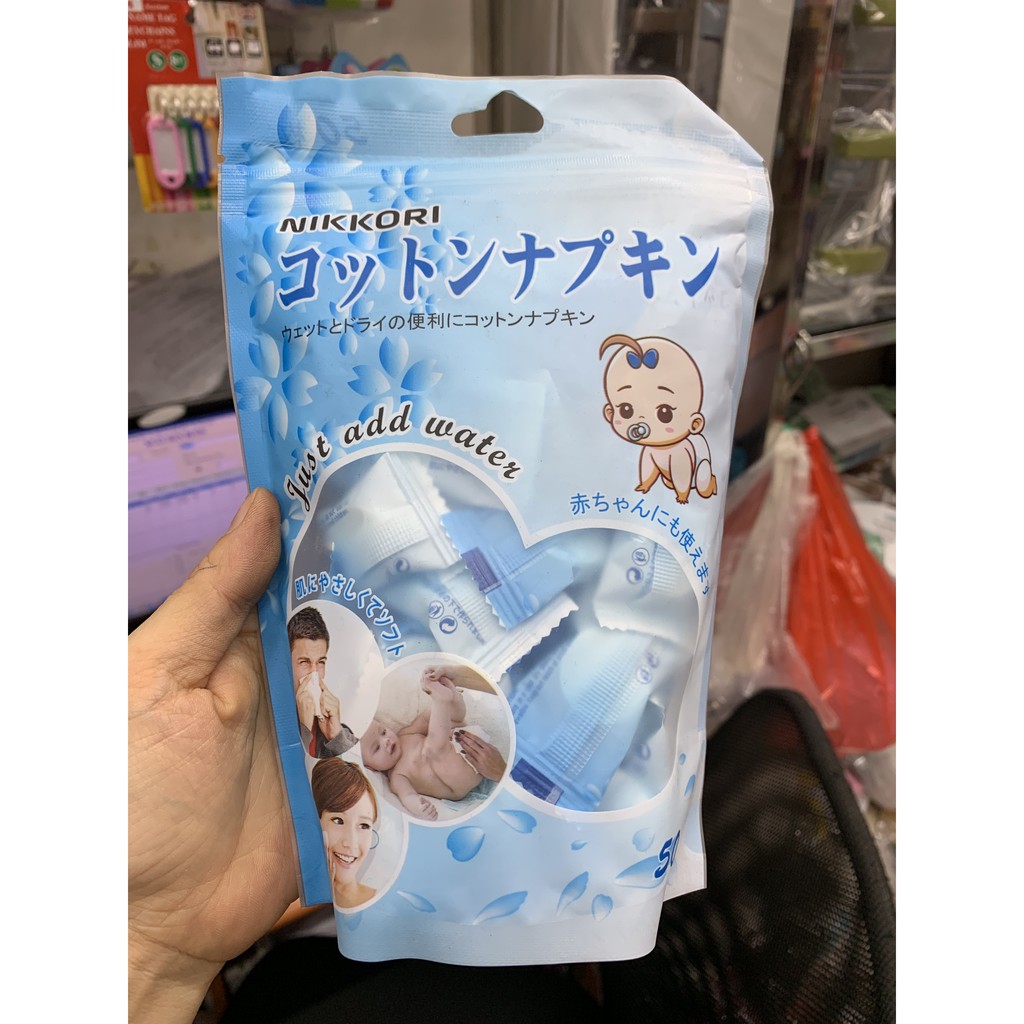 NAME TAG
NIKKORI
コットンナプキン
ウェットとドライの便利にコットンナプキン
Just add water
赤ちゃんにも使えます
肌にやさしくてソフト